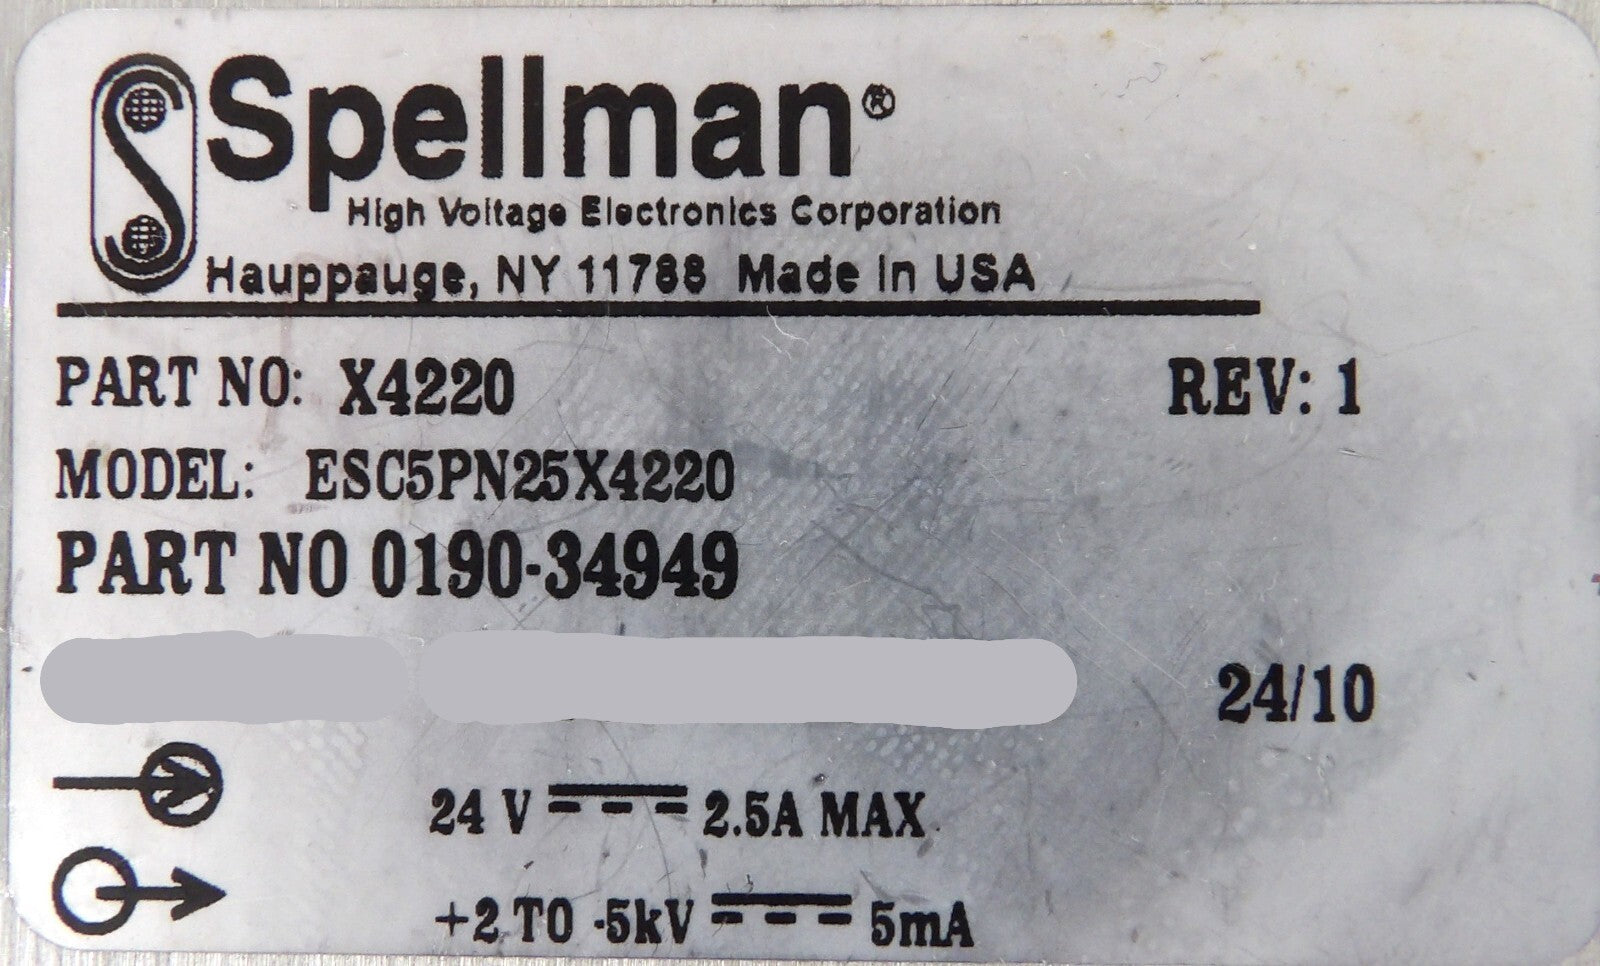 Spellman®
High Voltage Electronics Corporation
Hauppauge, NY 11788 Made in USA
PART NO: X4220 REV: 1
MODEL: ESC5PN25X4220
PART NO 0190-34949
24/10
24 V 2.5A MAX
+2 TO -5kV 5mA